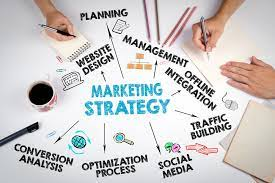 PLANNING
MANAGEMENT
WEBSITE
DESIGN
OFFLINE
INTEGRATION
MARKETING
STRATEGY
TRAFFIC
BUILDING
CONVERSION
ANALYSIS
OPTIMIZATION
PROCESS
SOCIAL
MEDIA